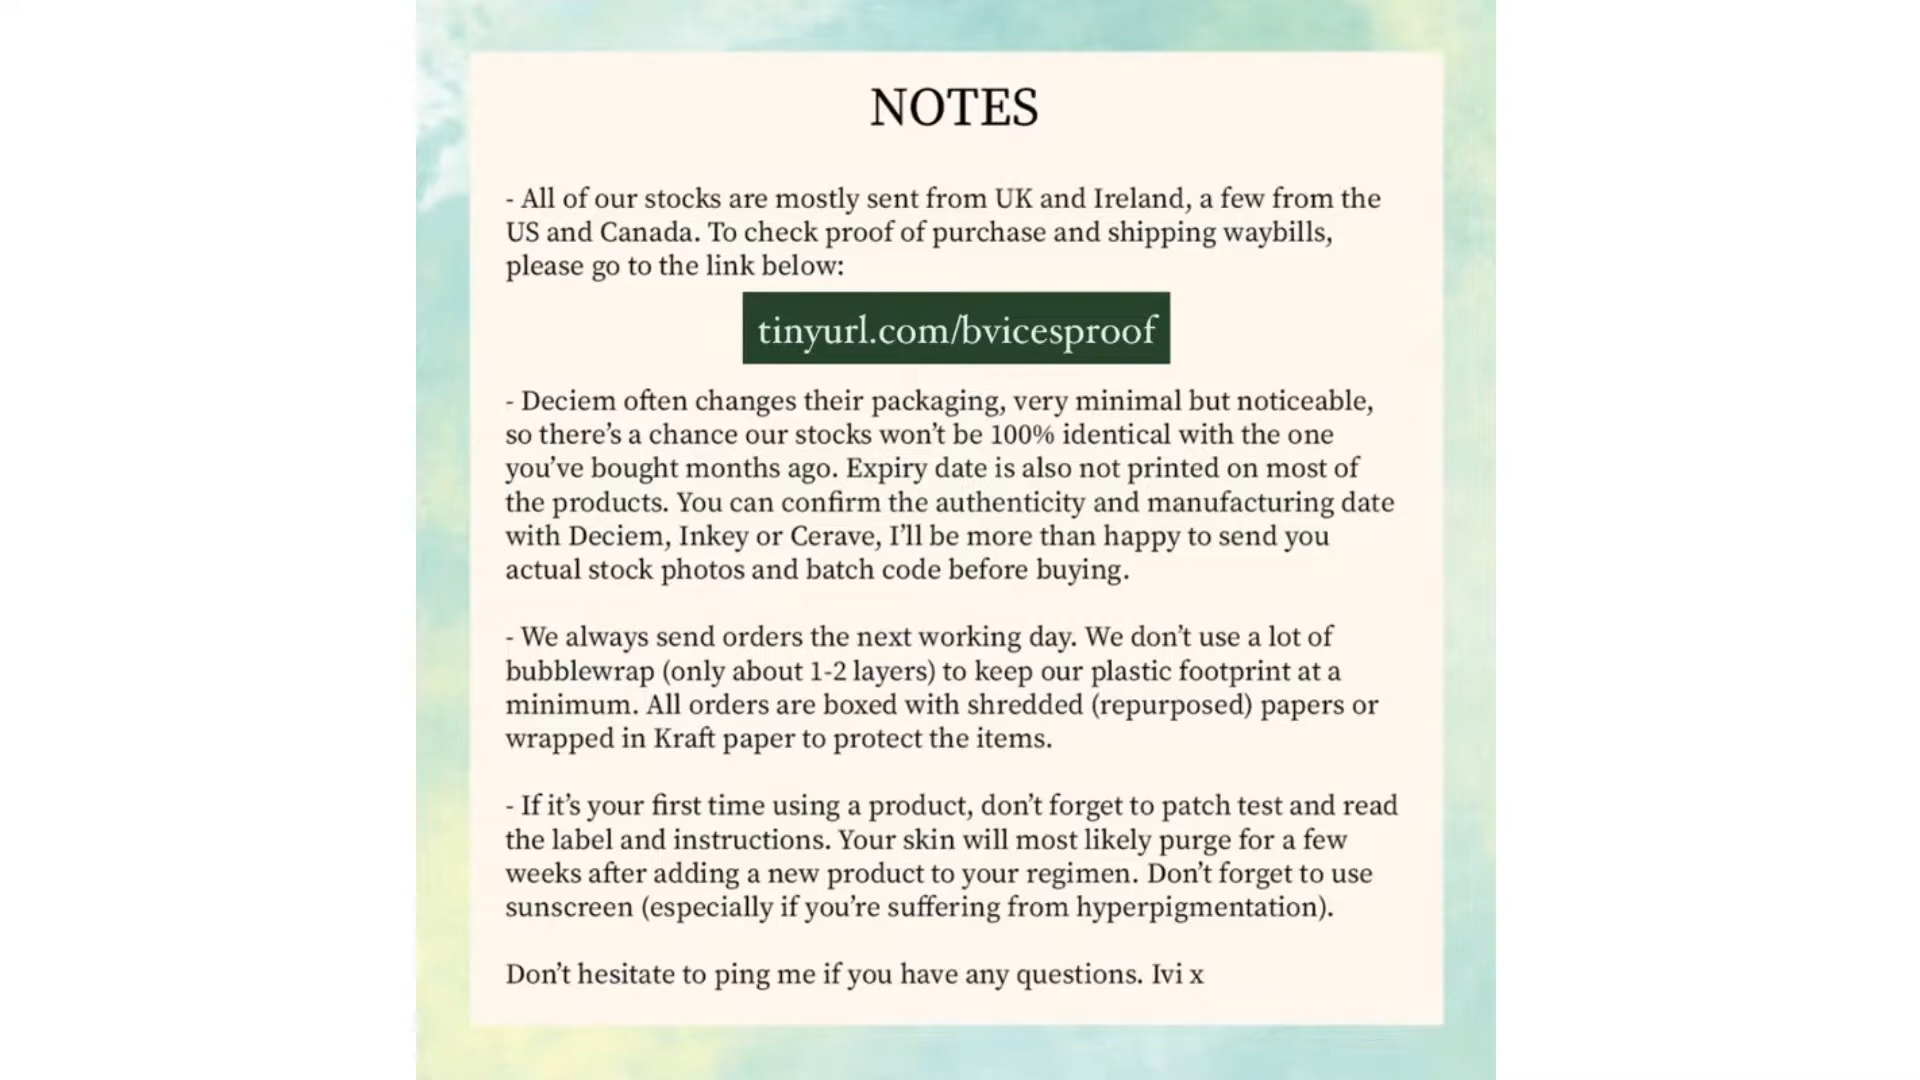 NOTES
- All of our stocks are mostly sent from UK and Ireland, a few from the
US and Canada. To check proof of purchase and shipping waybills,
please go to the link below:
tinyurl.com/bvicesproof
- Deciem often changes their packaging, very minimal but noticeable,
so there’s a chance our stocks won’t be 100% identical with the one
you’ve bought months ago. Expiry date is also not printed on most of
the products. You can confirm the authenticity and manufacturing date
with Deciem, Inkey or Cerave, I’ll be more than happy to send you
actual stock photos and batch code before buying.
- We always send orders the next working day. We don’t use a lot of
bubblewrap (only about 1-2 layers) to keep our plastic footprint at a
minimum. All orders are boxed with shredded (repurposed) papers or
wrapped in Kraft paper to protect the items.
- If it’s your first time using a product, don’t forget to patch test and read
the label and instructions. Your skin will most likely purge for a few
weeks after adding a new product to your regimen. Don’t forget to use
sunscreen (especially if you’re suffering from hyperpigmentation).
Don’t hesitate to ping me if you have any questions. Ivi x